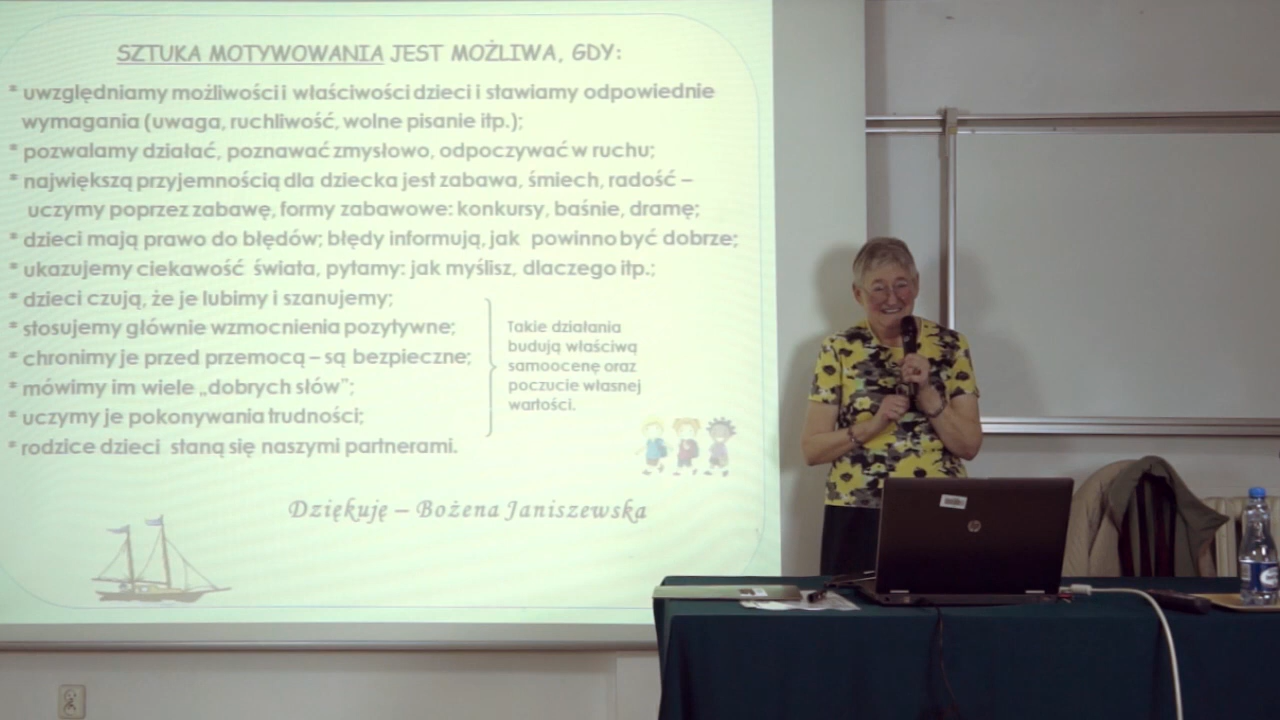 SZTUKA MOTYWOWANIA JEST MOŻLIWA, GDY:
* uwzględniamy możliwości i właściwości dzieci i stawiamy odpowiednie
wymagania (uwaga, ruchliwość, wolne pisanie itp.);
* pozwalamy działać, poznawać zmysłowo, odpoczywać w ruchu;
* największą przyjemnością dla dziecka jest zabawa, śmiech, radość –
uczymy poprzez zabawę, formy zabawowe: konkursy, baśnie, dramę;
* dzieci mają prawo do błędów; błędy informują, jak powinno być dobrze;
* ukazujemy ciekawość świata, pytamy: jak myślisz, dlaczego itp.;
* dzieci czują, że je lubimy i szanujemy;
* stosujemy głównie wzmocnienia pozytywne;
* chronimy je przed przemocą – są bezpieczne;
* mówimy im wiele „dobrych słów”;
* uczymy je pokonywania trudności;
* rodzice dzieci staną się naszymi partnerami.
Takie działania
budują właściwą
samoocenę oraz
poczucie własnej
wartości.
Dziękuję – Bożena Janiszewska
hp